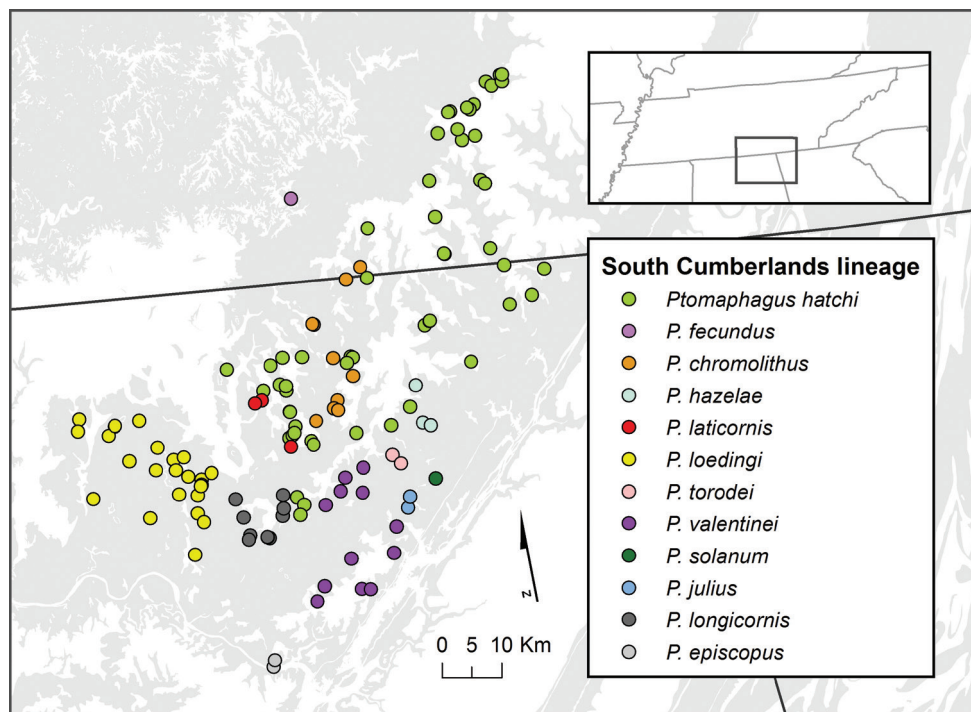 South Cumberlands lineage
Ptomaphagus hatchi
P. fecundus
P. chromolithus
P. hazelae
P. laticornis
P. loedingi
P. torodei
P. valentinei
P. solanum
P. julius
P. longicornis
P. episcopus
z
0 5 10 Km